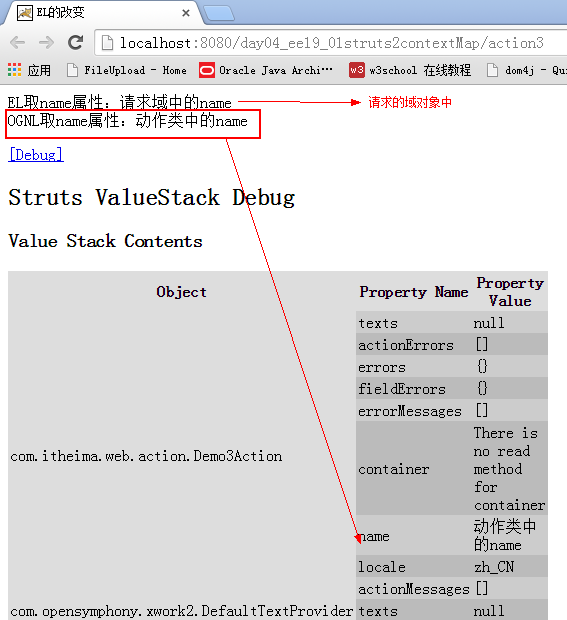 EL的改变
localhost:8080/day04_ee19_01struts2contextMap/action3
应用 FileUpload - Home Oracle Java Archi··· w3 w3school 在线教程 dom4j - Qui
EL取name属性：请求域中的name 请求的域对象中
OGNL取name属性：动作类中的name
[Debug]
Struts ValueStack Debug
Value Stack Contents
Object Property Name Property Value
texts null
actionErrors []
errors {}
fieldErrors {}
errorMessages []
com.itheima.web.action.Demo3Action
container There is no read method for container
name 动作类中的name
locale zh_CN
actionMessages []
com.opensymphony.xwork2.DefaultTextProvider texts null